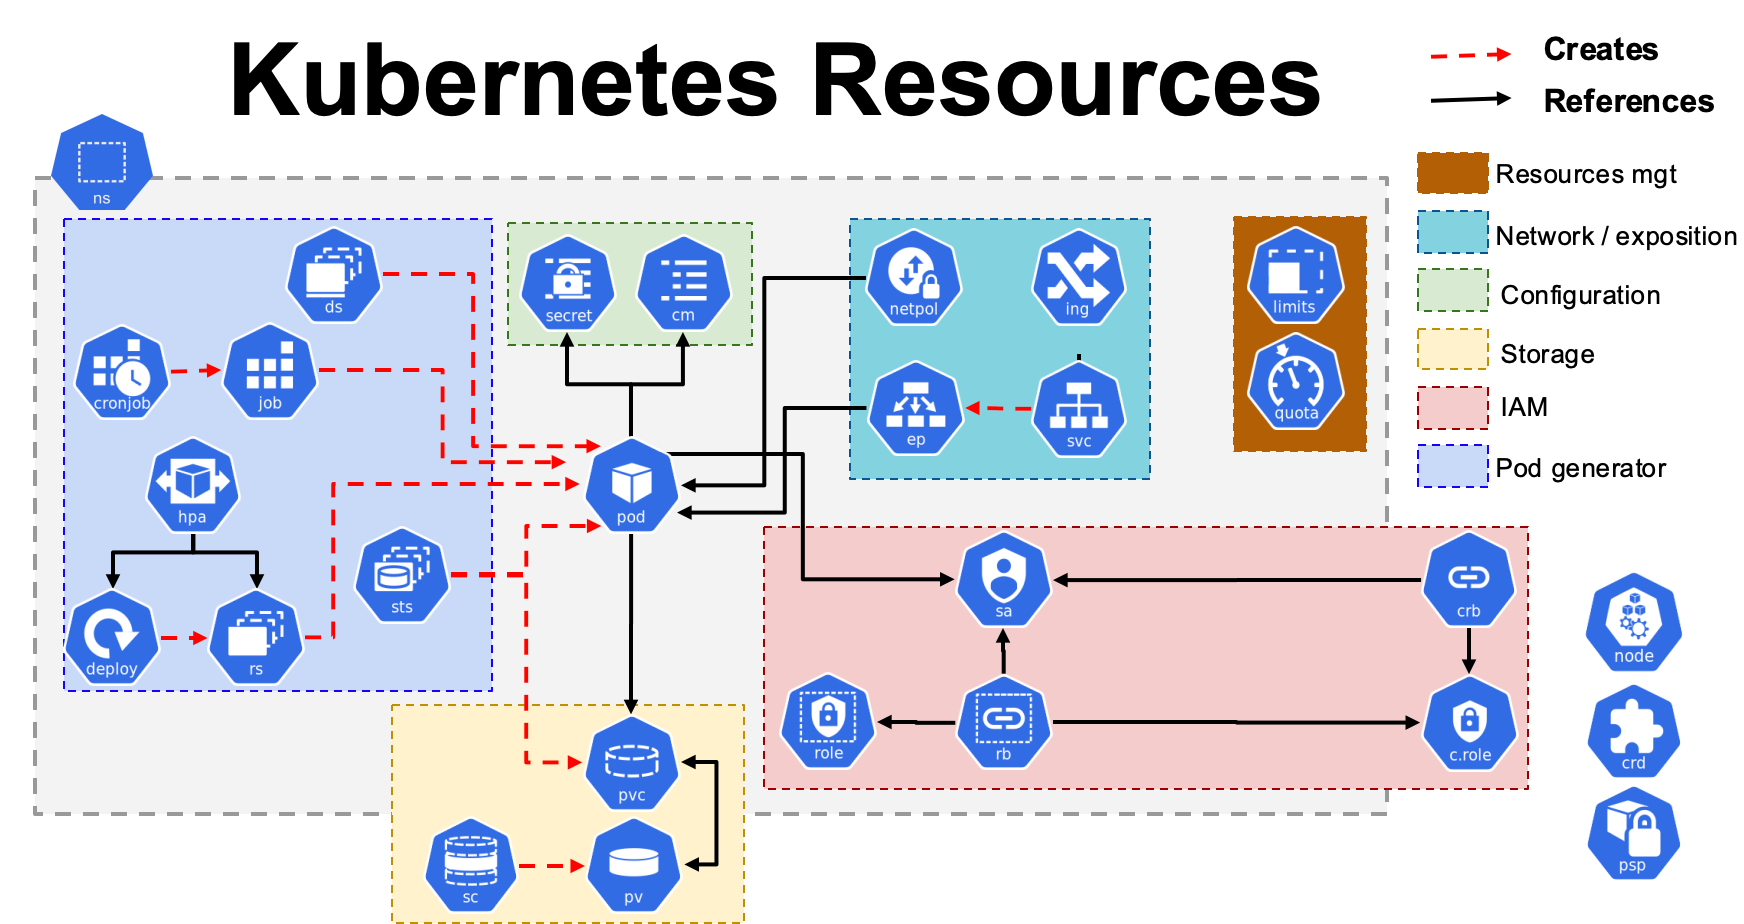 Kubernetes Resources
Creates
References
Resources mgt
Network / exposition
Configuration
Storage
IAM
Pod generator
ns
ds
cronjob
job
hpa
deploy
rs
sts
secret
cm
pod
netpol
ing
ep
svc
limits
quota
sa
crb
role
rb
c.role
pvc
sc
pv
node
crd
psp